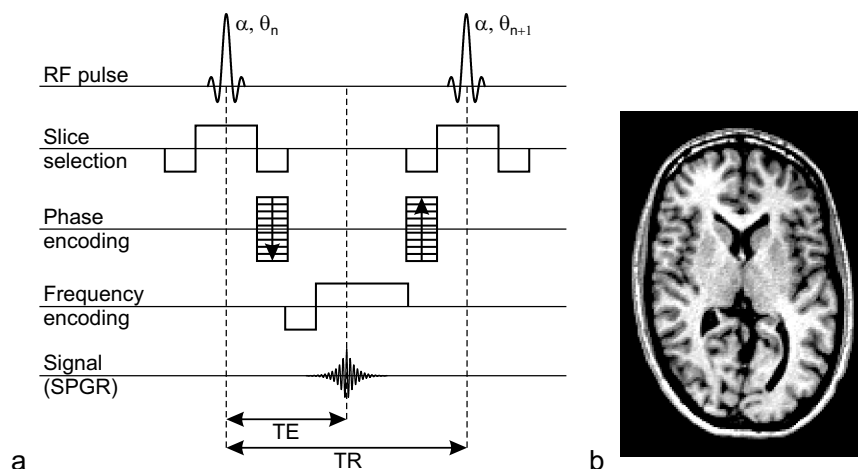 α, θn
α, θn+1
RF pulse
Slice
selection
Phase
encoding
Frequency
encoding
Signal
(SPGR)
TE
TR
a
b